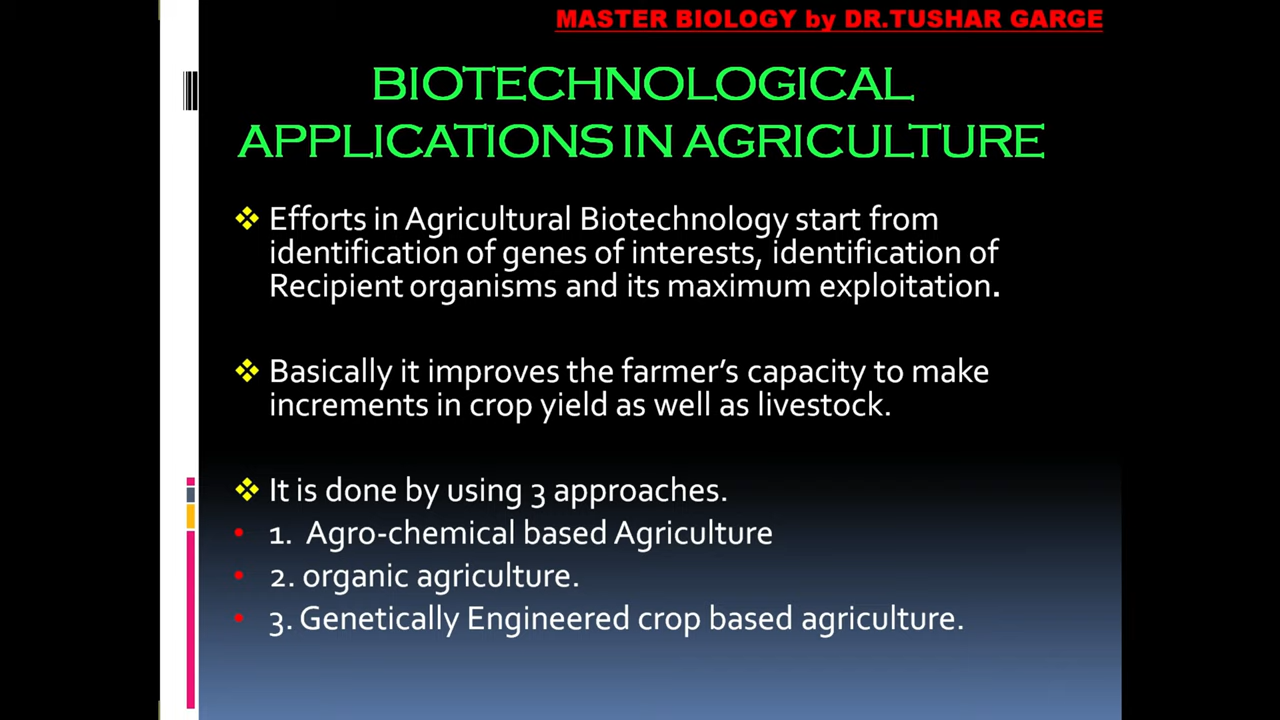 MASTER BIOLOGY by DR.TUSHAR GARGE
BIOTECHNOLOGICAL
APPLICATIONS IN AGRICULTURE
Efforts in Agricultural Biotechnology start from
identification of genes of interests, identification of
Recipient organisms and its maximum exploitation.
Basically it improves the farmer's capacity to make
increments in crop yield as well as livestock.
It is done by using 3 approaches.
1. Agro-chemical based Agriculture
2. organic agriculture.
3. Genetically Engineered crop based agriculture.